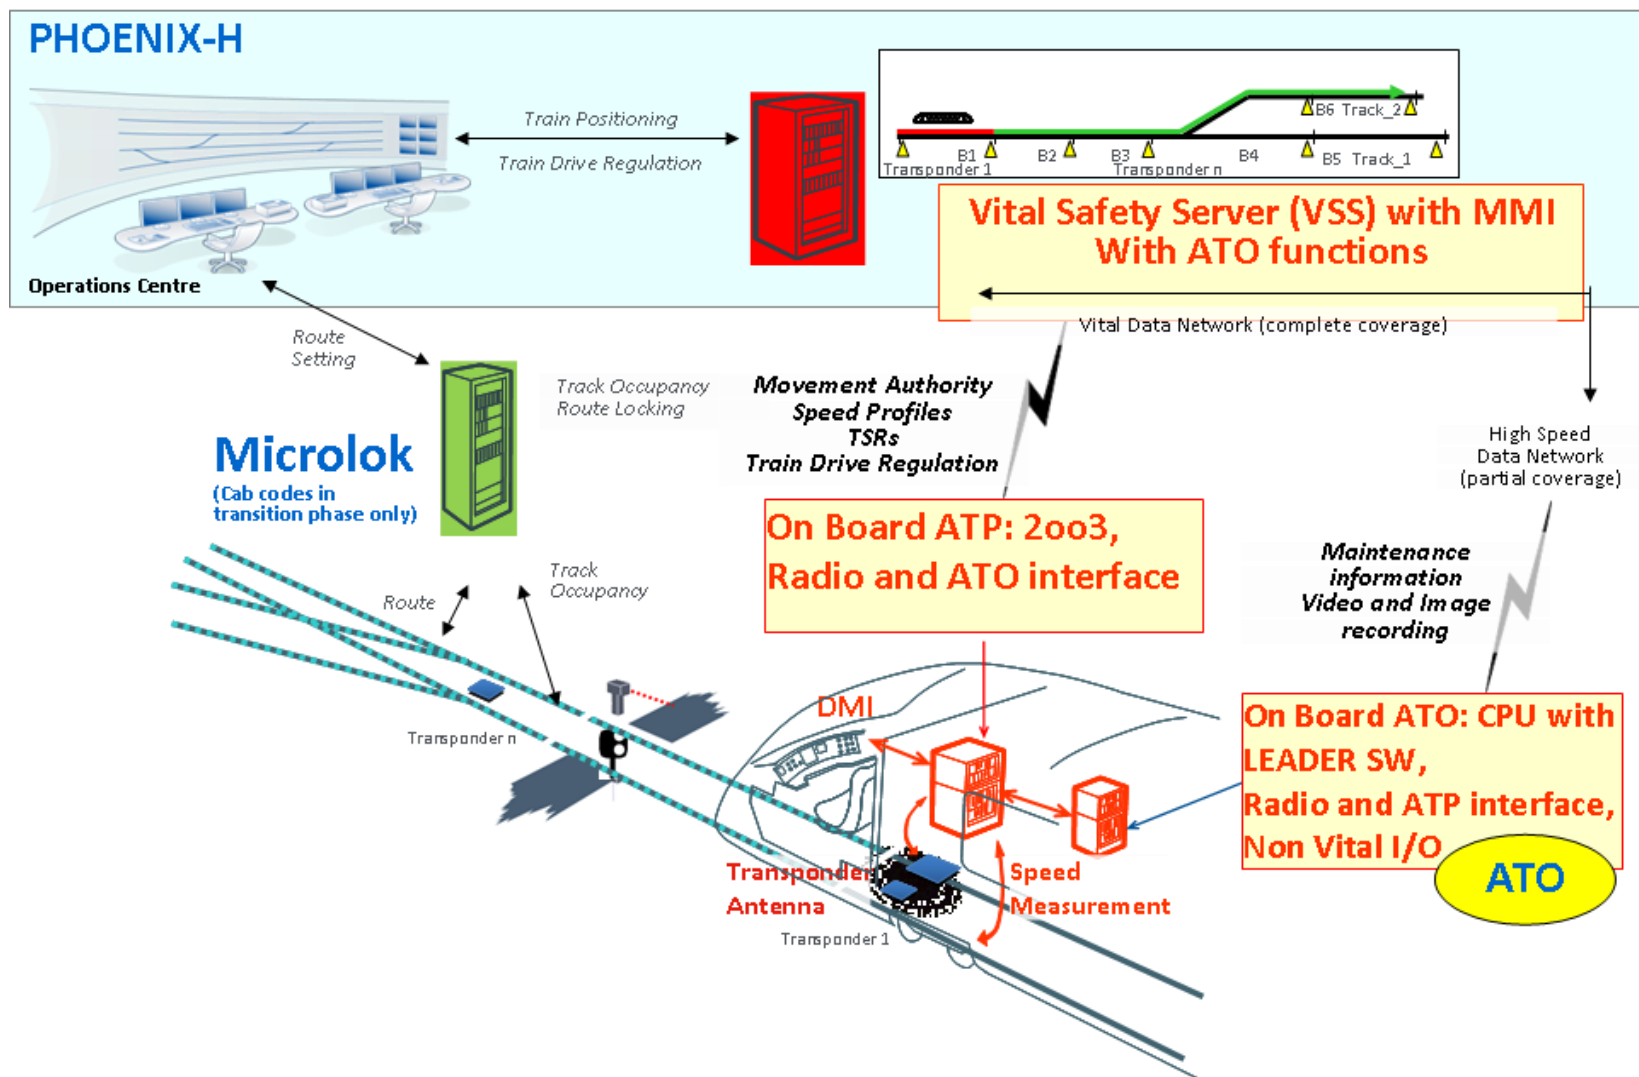 PHOENIX-H
Train Positioning
Train Drive Regulation
Operations Centre
B6 Track_2
B1
B2
B3
B4
B5 Track_1
Transponder 1
Transponder n
Vital Safety Server (VSS) with MMI
With ATO functions
Vital Data Network (complete coverage)
Route
Setting
Track Occupancy
Route Locking
Movement Authority
Speed Profiles
TSRs
Train Drive Regulation
High Speed
Data Network
(partial coverage)
Microlok
(Cab codes in
transition phase only)
On Board ATP: 2oo3,
Radio and ATO interface
Maintenance
information
Video and Image
recording
Track
Occupancy
Route
Transponder n
DMI
On Board ATO: CPU with
LEADER SW,
Radio and ATP interface,
Non Vital I/O
ATO
Transponder
Antenna
Speed
Measurement
Transponder 1